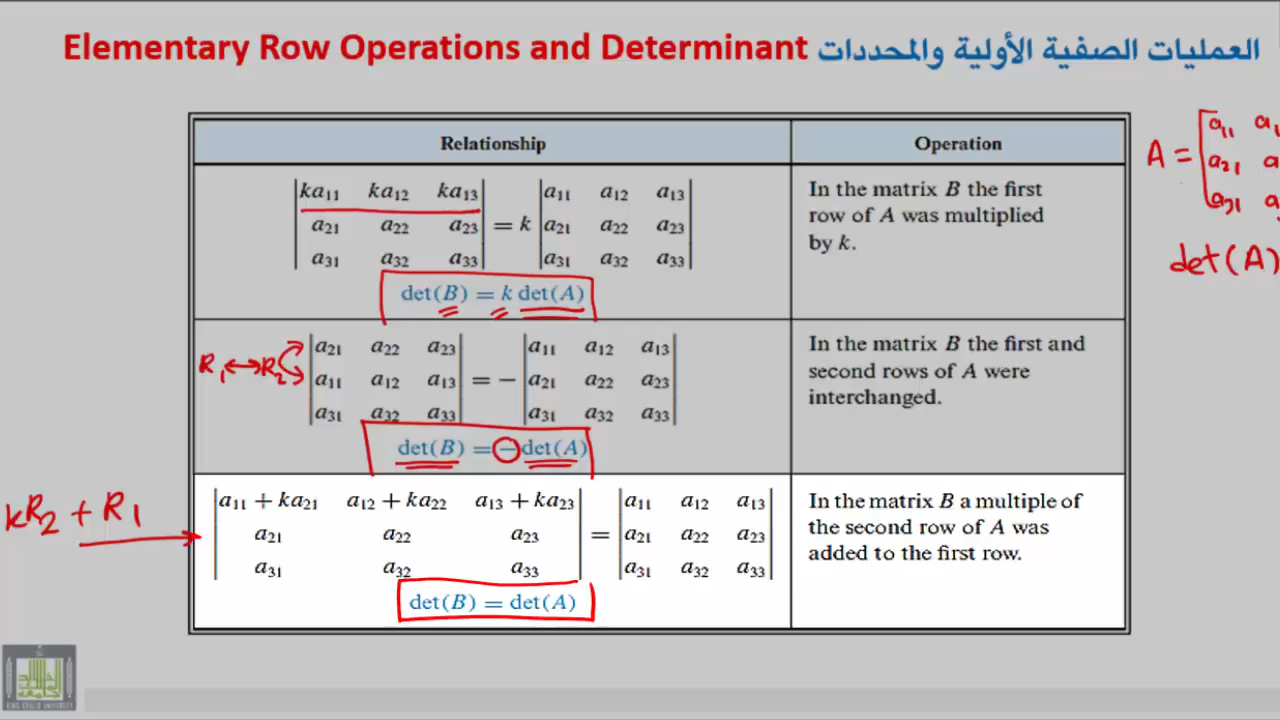 Elementary Row Operations and Determinant العمليات الصفية الأولية والمحددات
Relationship Operation
|ka11 ka12 ka13| |a11 a12 a13|
|a21 a22 a23| = k |a21 a22 a23|
|a31 a32 a33| |a31 a32 a33|
det(B) = k det(A)
In the matrix B the first
row of A was multiplied
by k.
R1 ↔ R2
|a21 a22 a23| |a11 a12 a13|
|a11 a12 a13| = − |a21 a22 a23|
|a31 a32 a33| |a31 a32 a33|
det(B) = − det(A)
In the matrix B the first and
second rows of A were
interchanged.
kR2 + R1
|a11 + ka21 a12 + ka22 a13 + ka23| |a11 a12 a13|
|a21 a22 a23| = |a21 a22 a23|
|a31 a32 a33| |a31 a32 a33|
det(B) = det(A)
In the matrix B a multiple of
the second row of A was
added to the first row.
A = [a11 a1
a21 a
a31 a
det(A)